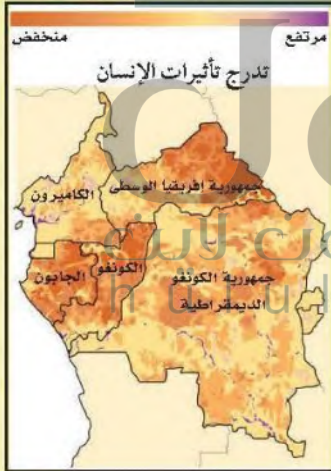 مرتفع منخفض
تدرج تأثيرات الإنسان
جمهورية إفريقيا الوسطى
الكاميرون
الكونغو
الجابون
جمهورية الكونغو
الديمقراطية